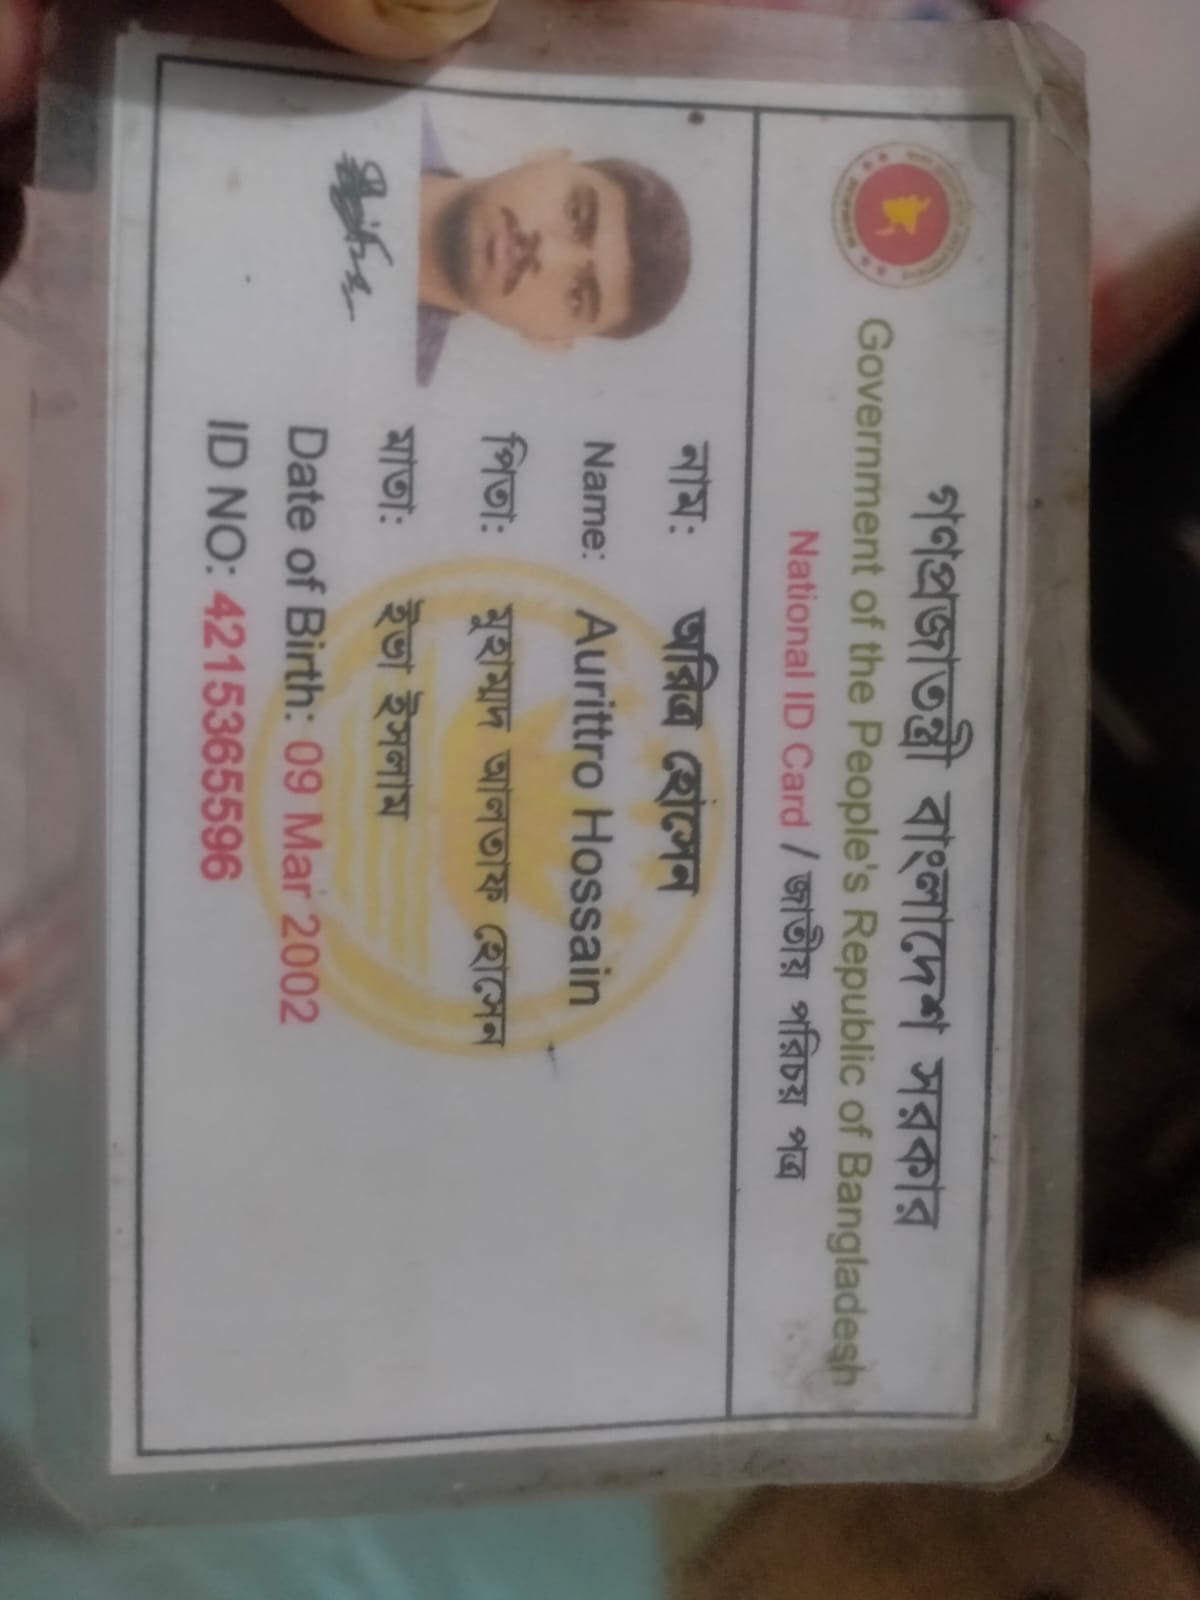 গণপ্রজাতন্ত্রী বাংলাদেশ সরকার
Government of the People's Republic of Bangladesh
National ID Card / জাতীয় পরিচয় পত্র
নাম: অরিত্র হোসেন
Name: Aurittro Hossain
পিতা: মুহাম্মদ আলতাফ হোসেন
মাতা: ইভা ইসলাম
Date of Birth: 09 Mar 2002
ID NO: 4215365596